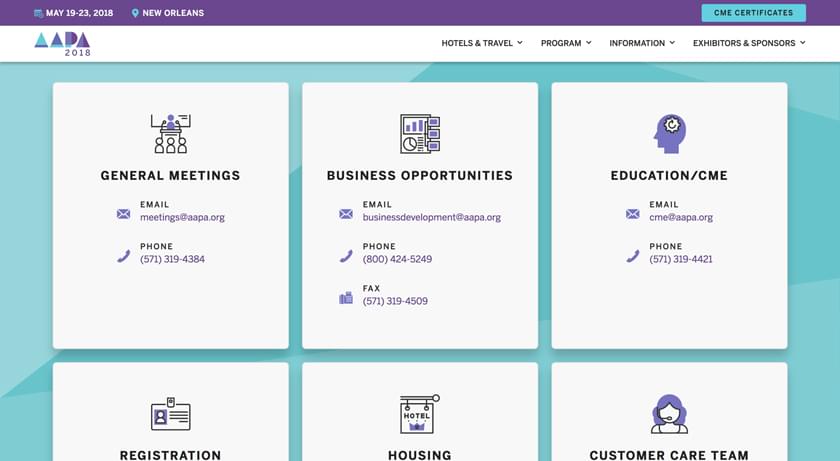 MAY 19-23, 2018
NEW ORLEANS
CME CERTIFICATES
AAPA
2018
HOTELS & TRAVEL
PROGRAM
INFORMATION
EXHIBITORS & SPONSORS
GENERAL MEETINGS
EMAIL
meetings@aapa.org
PHONE
(571) 319-4384
BUSINESS OPPORTUNITIES
EMAIL
businessdevelopment@aapa.org
PHONE
(800) 424-5249
FAX
(571) 319-4509
EDUCATION/CME
EMAIL
cme@aapa.org
PHONE
(571) 319-4421
REGISTRATION
HOTEL
HOUSING
CUSTOMER CARE TEAM